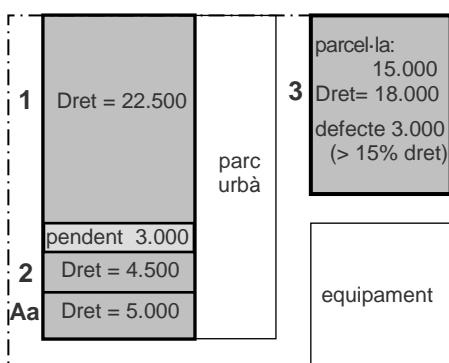 1
Dret = 22.500
pendent 3.000
2
Dret = 4.500
Aa
Dret = 5.000
parc
urbà
3
parcel·la:
15.000
Dret= 18.000
defecte 3.000
(> 15% dret)
equipament